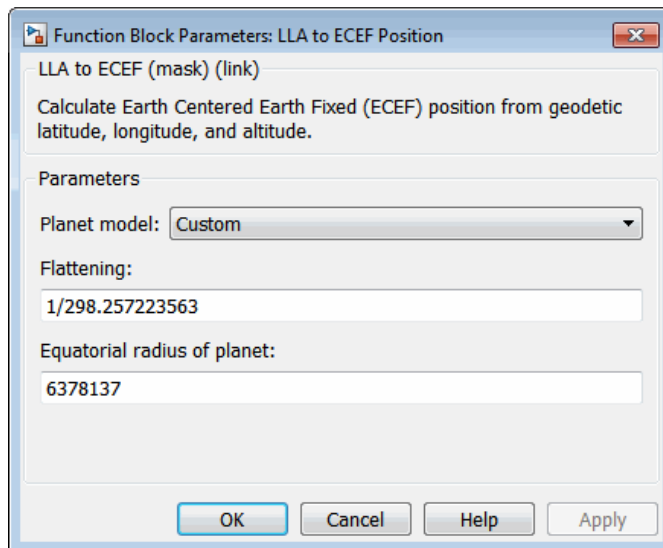 Function Block Parameters: LLA to ECEF Position
LLA to ECEF (mask) (link)
Calculate Earth Centered Earth Fixed (ECEF) position from geodetic
latitude, longitude, and altitude.
Parameters
Planet model: Custom
Flattening:
1/298.257223563
Equatorial radius of planet:
6378137
OK Cancel Help Apply